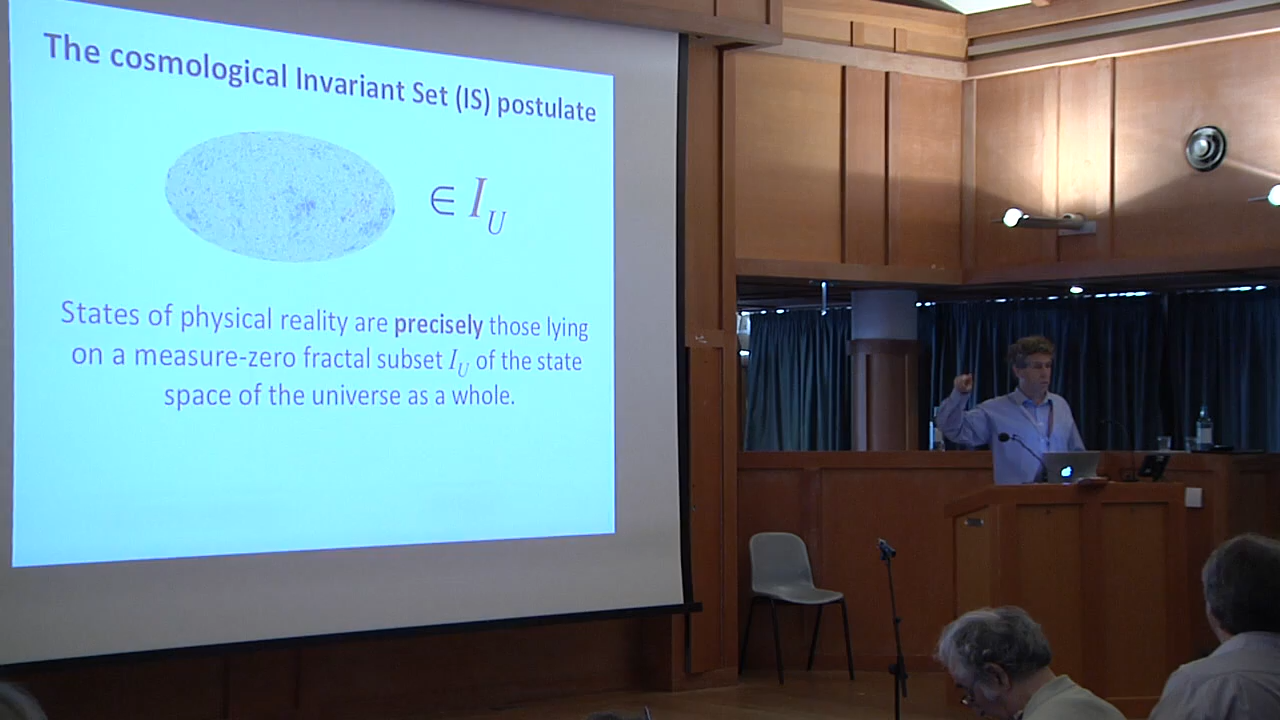 The cosmological Invariant Set (IS) postulate
∈ I_U
States of physical reality are precisely those lying
on a measure-zero fractal subset I_U of the state
space of the universe as a whole.